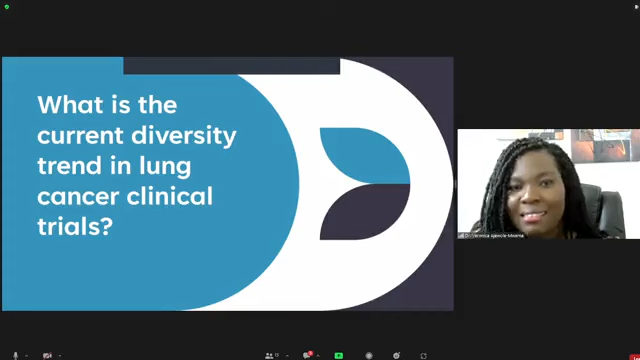 What is the
current diversity
trend in lung
cancer clinical
trials?